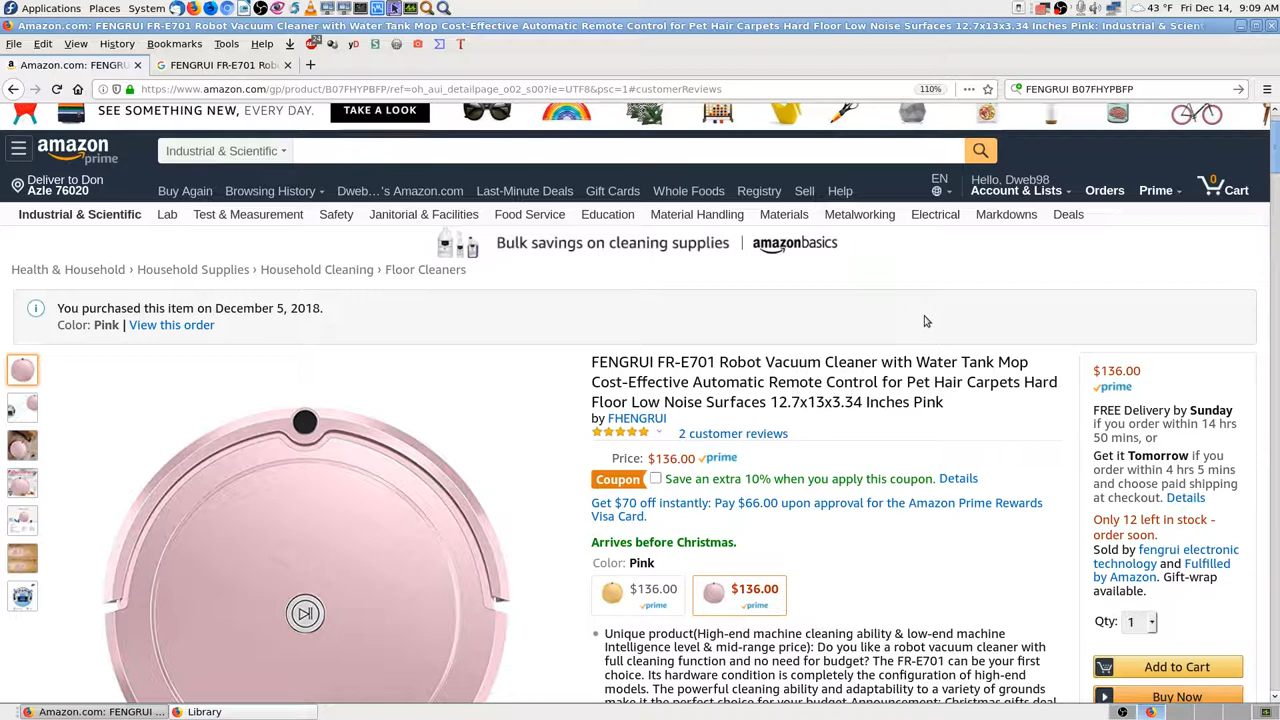 Applications Places System 43 °F Fri Dec 14, 9:09 AM
Amazon.com: FENGRUI FR-E701 Robot Vacuum Cleaner with Water Tank Mop Cost-Effective Automatic Remote Control for Pet Hair Carpets Hard Floor Low Noise Surfaces 12.7x13x3.34 Inches Pink: Industrial & Scien
File Edit View History Bookmarks Tools Help
Amazon.com: FENGRU × FENGRUI FR-E701 Rob ×
https://www.amazon.com/gp/product/B07FHYPBFP/ref=oh_aui_detailpage_o02_s00?ie=UTF8&psc=1#customerReviews 110% FENGRUI B07FHYPBFP
SEE SOMETHING NEW, EVERY DAY. TAKE A LOOK
amazon prime Industrial & Scientific
Deliver to Don
Azle 76020
Buy Again Browsing History Dweb...'s Amazon.com Last-Minute Deals Gift Cards Whole Foods Registry Sell Help
EN Hello, Dweb98
Account & Lists Orders Prime 0 Cart
Industrial & Scientific Lab Test & Measurement Safety Janitorial & Facilities Food Service Education Material Handling Materials Metalworking Electrical Markdowns Deals
Bulk savings on cleaning supplies | amazonbasics
Health & Household › Household Supplies › Household Cleaning › Floor Cleaners
You purchased this item on December 5, 2018.
Color: Pink | View this order
FENGRUI FR-E701 Robot Vacuum Cleaner with Water Tank Mop
Cost-Effective Automatic Remote Control for Pet Hair Carpets Hard
Floor Low Noise Surfaces 12.7x13x3.34 Inches Pink
by FHENGRUI
2 customer reviews
Price: $136.00 prime
Coupon Save an extra 10% when you apply this coupon. Details
Get $70 off instantly: Pay $66.00 upon approval for the Amazon Prime Rewards
Visa Card.
Arrives before Christmas.
Color: Pink
$136.00 prime
$136.00 prime
Unique product(High-end machine cleaning ability & low-end machine
Intelligence level & mid-range price): Do you like a robot vacuum cleaner with
full cleaning function and no need for budget? The FR-E701 can be your first
choice. Its hardware condition is completely the configuration of high-end
models. The powerful cleaning ability and adaptability to a variety of grounds
make it the perfect choice for your budget. Announcement: Christmas gifts deal
$136.00
prime
FREE Delivery by Sunday
if you order within 14 hrs
50 mins, or
Get it Tomorrow if you
order within 4 hrs 5 mins
and choose paid shipping
at checkout. Details
Only 12 left in stock -
order soon.
Sold by fengrui electronic
technology and Fulfilled
by Amazon. Gift-wrap
available.
Qty: 1
Add to Cart
Buy Now
Amazon.com: FENGRUI ... Library